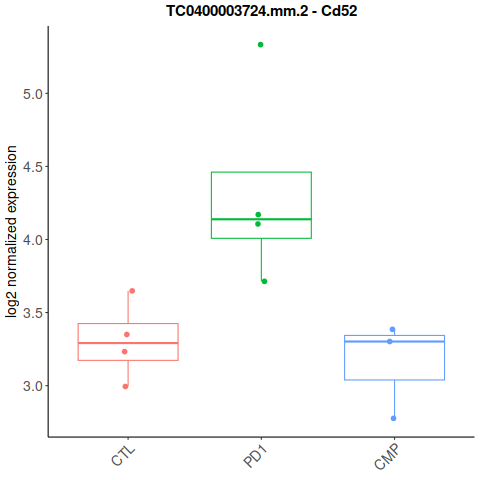 TC0400003724.mm.2 - Cd52
log2 normalized expression
5.0
4.5
4.0
3.5
3.0
CTL
PD1
CMP